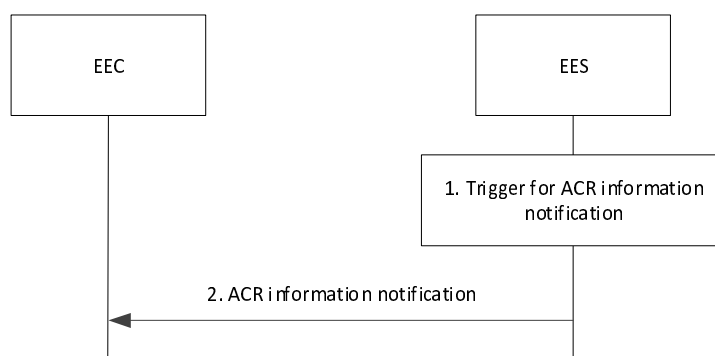 EEC
EES
1. Trigger for ACR information
notification
2. ACR information notification